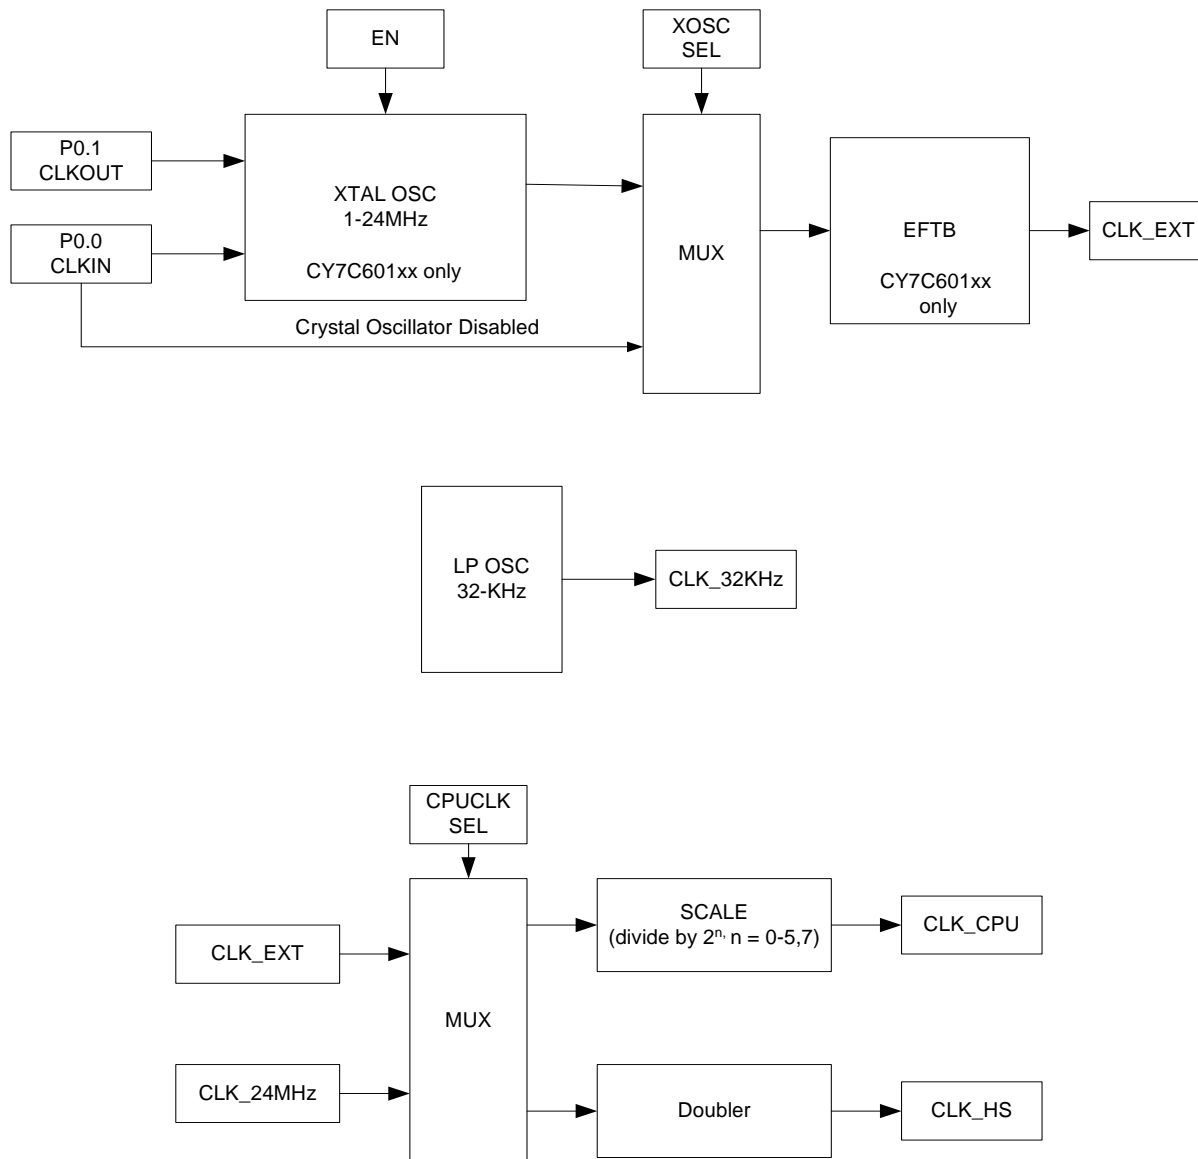 EN
XOSC
SEL
P0.1
CLKOUT
XTAL OSC
1-24MHz
CY7C601xx only
P0.0
CLKIN
Crystal Oscillator Disabled
MUX
EFTB
CY7C601xx
only
CLK_EXT
LP OSC
32-KHz
CLK_32KHz
CPUCLK
SEL
CLK_EXT
CLK_24MHz
MUX
SCALE
(divide by 2ⁿ, n = 0-5,7)
CLK_CPU
Doubler
CLK_HS